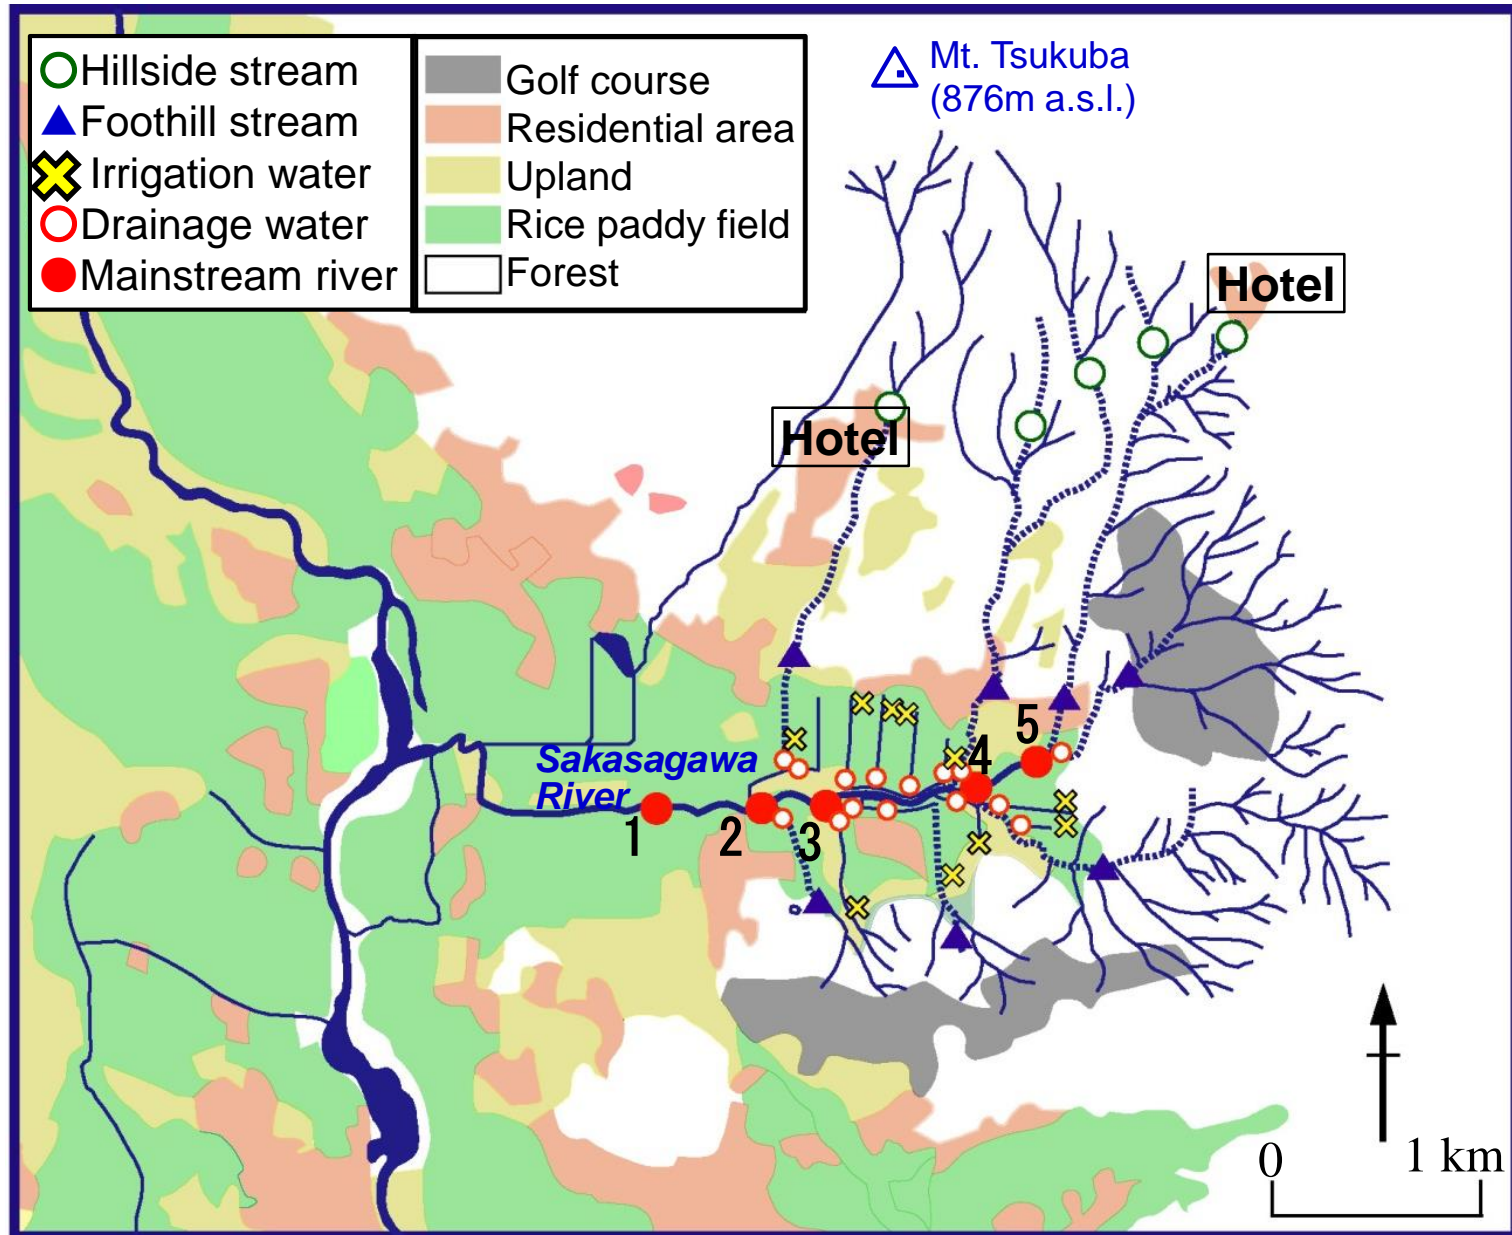 Hillside stream
Foothill stream
Irrigation water
Drainage water
Mainstream river
Golf course
Residential area
Upland
Rice paddy field
Forest
Mt. Tsukuba
(876m a.s.l.)
Hotel
Hotel
Sakasagawa
River
1
2
3
4
5
0
1 km